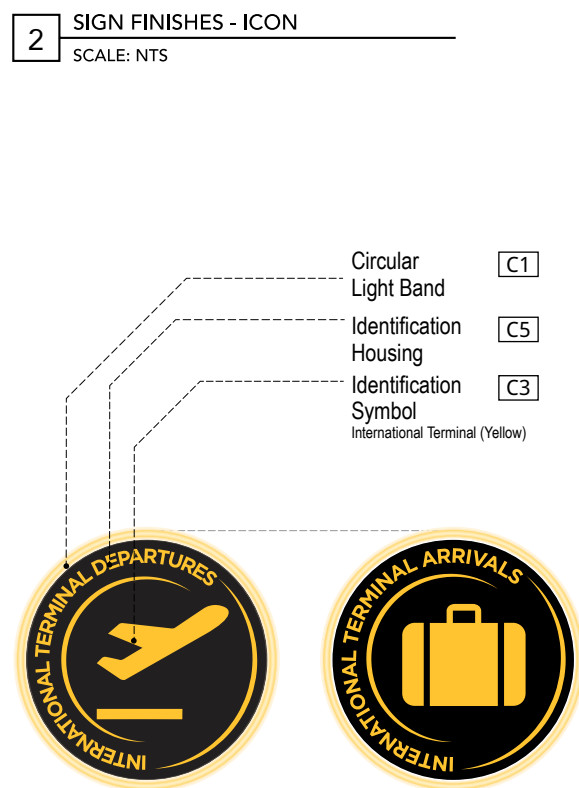 2
SIGN FINISHES - ICON
SCALE: NTS
Circular
Light Band
C1
Identification
Housing
C5
Identification
Symbol
International Terminal (Yellow)
C3
INTERNATIONAL TERMINAL DEPARTURES
INTERNATIONAL TERMINAL ARRIVALS